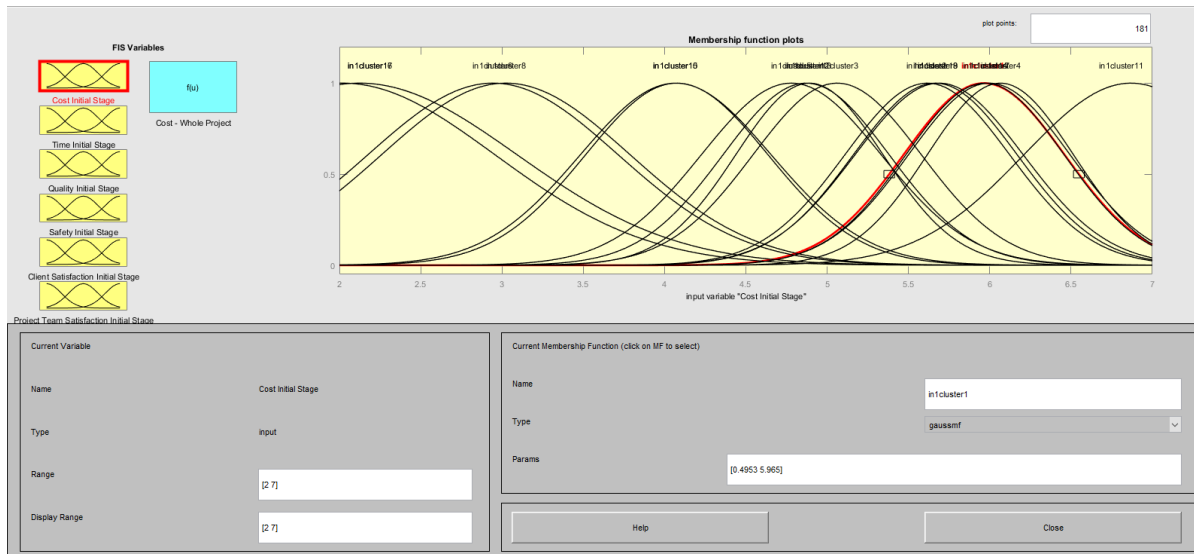 plot points:
181
FIS Variables
Membership function plots
f(u)
Cost Initial Stage
Cost - Whole Project
Time Initial Stage
Quality Initial Stage
Safety Initial Stage
Client Satisfaction Initial Stage
Project Team Satisfaction Initial Stage
in1cluster8
in1cluster3
in1cluster4
in1cluster11
1
0.5
0
2 2.5 3 3.5 4 4.5 5 5.5 6 6.5 7
input variable "Cost Initial Stage"
Current Variable
Name Cost Initial Stage
Type input
Range [2 7]
Display Range [2 7]
Current Membership Function (click on MF to select)
Name in1cluster1
Type gaussmf
Params [0.4953 5.965]
Help Close